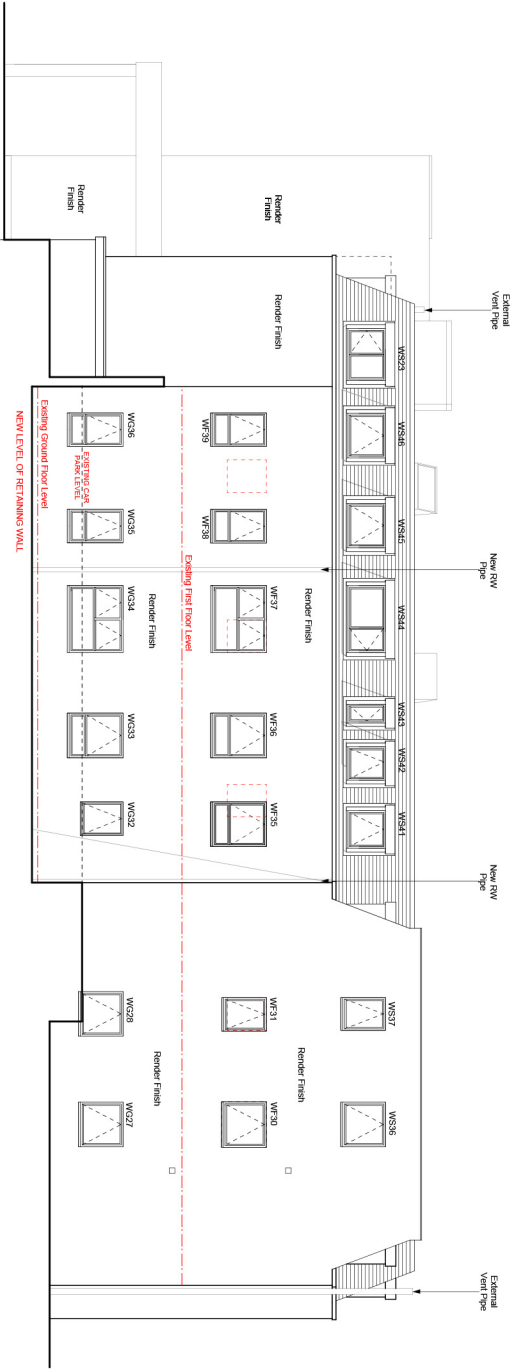 External
Vent Pipe
New RW
Pipe
New RW
Pipe
External
Vent Pipe
WS23
WS46
WS45
WS44
WS43
WS42
WS41
WS37
WS36
Render
Finish
Render
Finish
Render Finish
Render Finish
Render Finish
WF39
WF38
WF37
WF36
WF35
WF31
WF30
Existing First Floor Level
WG36
WG35
WG34
WG33
WG32
WG28
WG27
Render Finish
Render Finish
EXISTING CAR
PARK LEVEL
Existing Ground Floor Level
NEW LEVEL OF RETAINING WALL